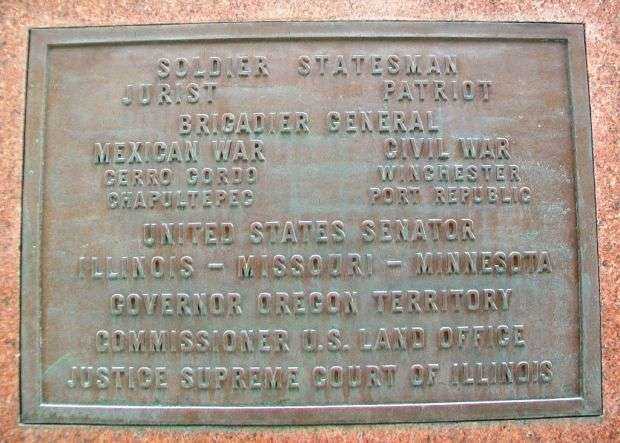 SOLDIER STATESMAN
JURIST PATRIOT
BRIGADIER GENERAL
MEXICAN WAR CIVIL WAR
CERRO GORDO WINCHESTER
CHAPULTEPEC PORT REPUBLIC
UNITED STATES SENATOR
ILLINOIS - MISSOURI - MINNESOTA
GOVERNOR OREGON TERRITORY
COMMISSIONER U.S. LAND OFFICE
JUSTICE SUPREME COURT OF ILLINOIS